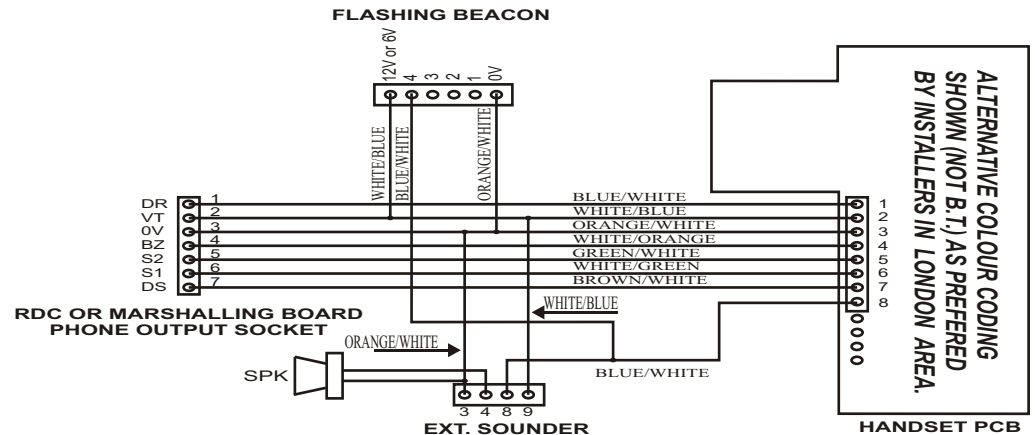 FLASHING BEACON
12V or 6V
4
3
2
1
0V
WHITE/BLUE
BLUE/WHITE
ORANGE/WHITE
ALTERNATIVE COLOUR CODING
SHOWN (NOT B.T.) AS PREFERED
BY INSTALLERS IN LONDON AREA.
DR 1 BLUE/WHITE 1
VT 2 WHITE/BLUE 2
0V 3 ORANGE/WHITE 3
BZ 4 WHITE/ORANGE 4
S2 5 GREEN/WHITE 5
S1 6 WHITE/GREEN 6
DS 7 BROWN/WHITE 7
8
RDC OR MARSHALLING BOARD
PHONE OUTPUT SOCKET
WHITE/BLUE
ORANGE/WHITE
SPK
BLUE/WHITE
3 4 8 9
EXT. SOUNDER
HANDSET PCB